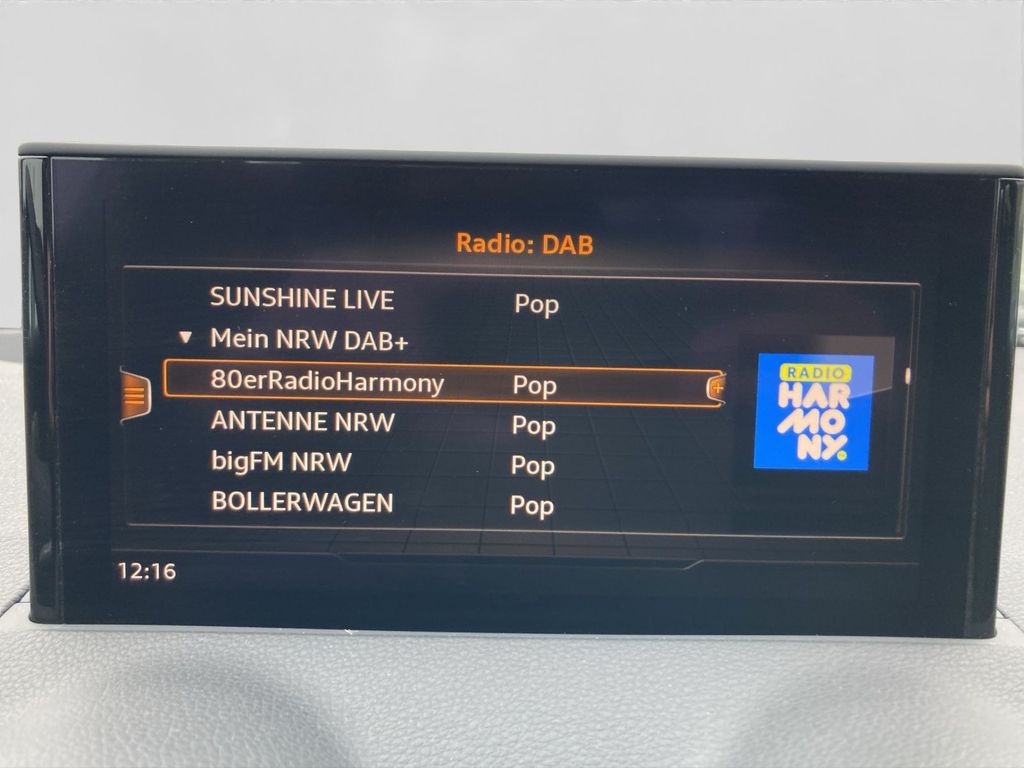 Radio: DAB
SUNSHINE LIVE Pop
Mein NRW DAB+
80erRadioHarmony Pop
ANTENNE NRW Pop
bigFM NRW Pop
BOLLERWAGEN Pop
RADIO
HAR
MO
NY.
12:16